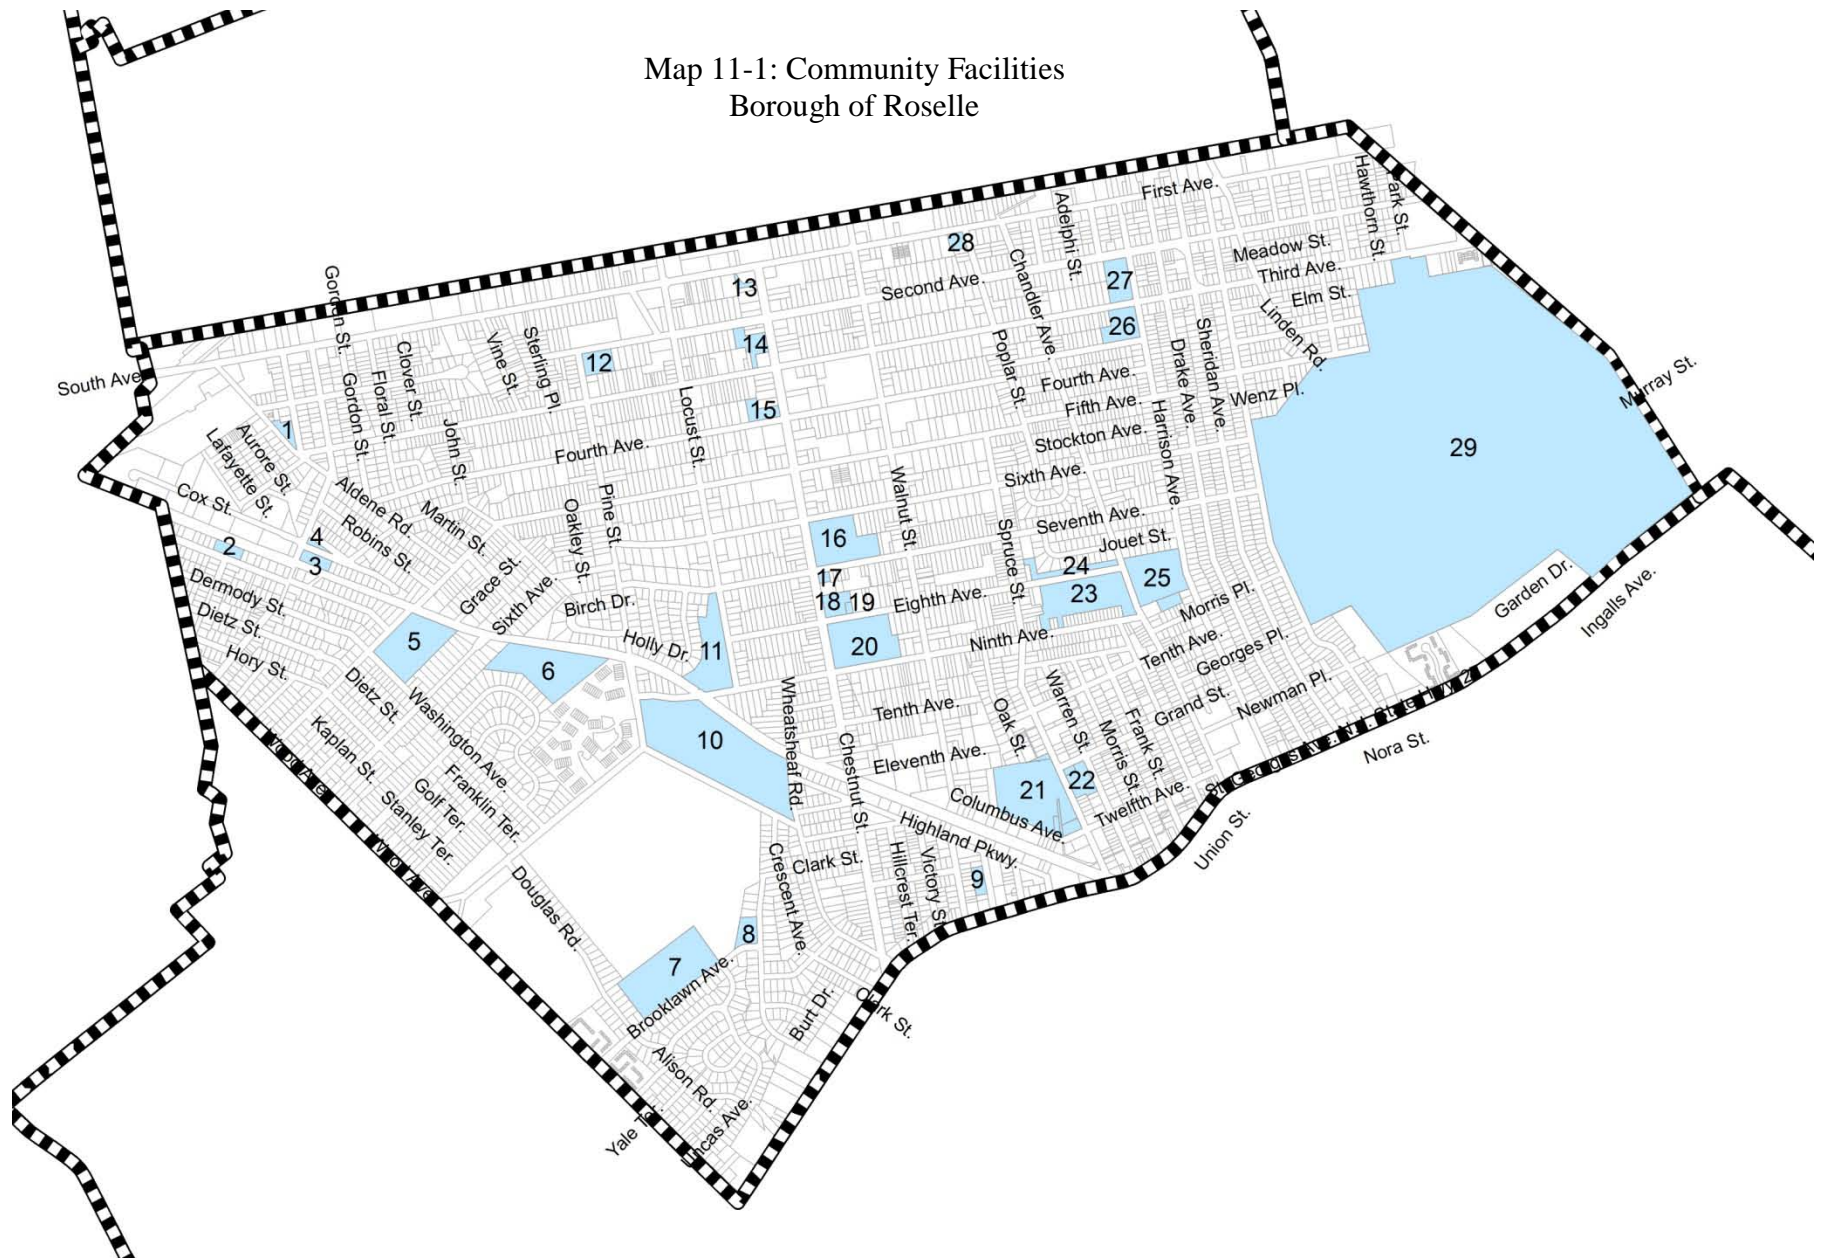 Map 11-1: Community Facilities
Borough of Roselle
First Ave.
Hawthorn St.
Park St.
Adelphi St.
28
Meadow St.
Third Ave.
Elm St.
Linden Rd.
27
26
Chandler Ave.
Second Ave.
13
Gordon St.
South Ave.
Clover St.
Floral St.
Gordon St.
Vine St.
Sterling Pl.
12
14
15
Locust St.
Poplar St.
Fourth Ave.
Fifth Ave.
Stockton Ave.
Sixth Ave.
Drake Ave.
Sheridan Ave.
Harrison Ave.
Wenz Pl.
Murray St.
29
1
Aurore St.
Lafayette St.
Cox St.
John St.
Fourth Ave.
Aldene Rd.
Robins St.
Martin St.
Grace St.
Sixth Ave.
Oakley St.
Pine St.
Walnut St.
Spruce St.
Seventh Ave.
Jouet St.
2
3
4
16
17
18
19
24
23
25
Eighth Ave.
Dermody St.
Dietz St.
Hory St.
Birch Dr.
Holly Dr.
5
6
11
20
Ninth Ave.
Morris Pl.
Tenth Ave.
Georges Pl.
Garden Dr.
Ingalls Ave.
Dietz St.
Washington Ave.
Kaplan St.
Franklin Ter.
Golf Ter.
Stanley Ter.
10
Wheatsheaf Rd.
Chestnut St.
Tenth Ave.
Eleventh Ave.
Oak St.
Warren St.
Morris St.
Frank St.
Grand St.
Newman Pl.
Nora St.
21
22
Columbus Ave.
Twelfth Ave.
Union St.
Highland Pkwy.
Clark St.
Crescent Ave.
Hillcrest Ter.
Victory St.
9
Douglas Rd.
8
7
Brooklawn Ave.
Burt Dr.
Clark St.
Alison Rd.
Yale